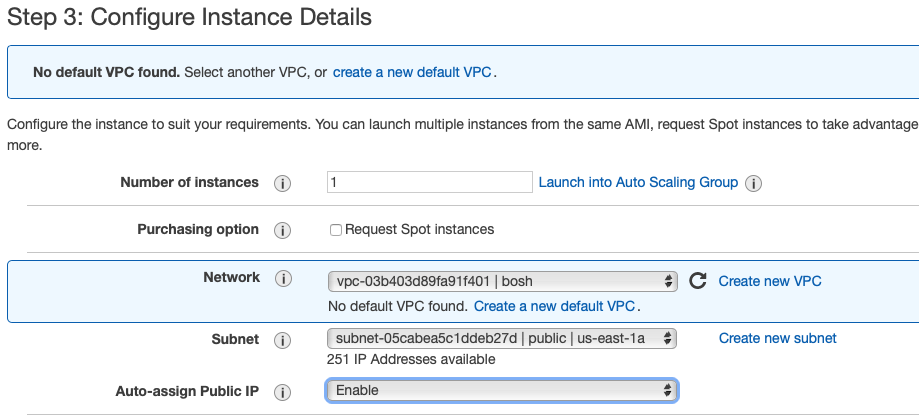 Step 3: Configure Instance Details
No default VPC found. Select another VPC, or create a new default VPC.
Configure the instance to suit your requirements. You can launch multiple instances from the same AMI, request Spot instances to take advantage
more.
Number of instances 1 Launch into Auto Scaling Group
Purchasing option Request Spot instances
Network vpc-03b403d89fa91f401 | bosh Create new VPC
No default VPC found. Create a new default VPC.
Subnet subnet-05cabea5c1ddeb27d | public | us-east-1a Create new subnet
251 IP Addresses available
Auto-assign Public IP Enable